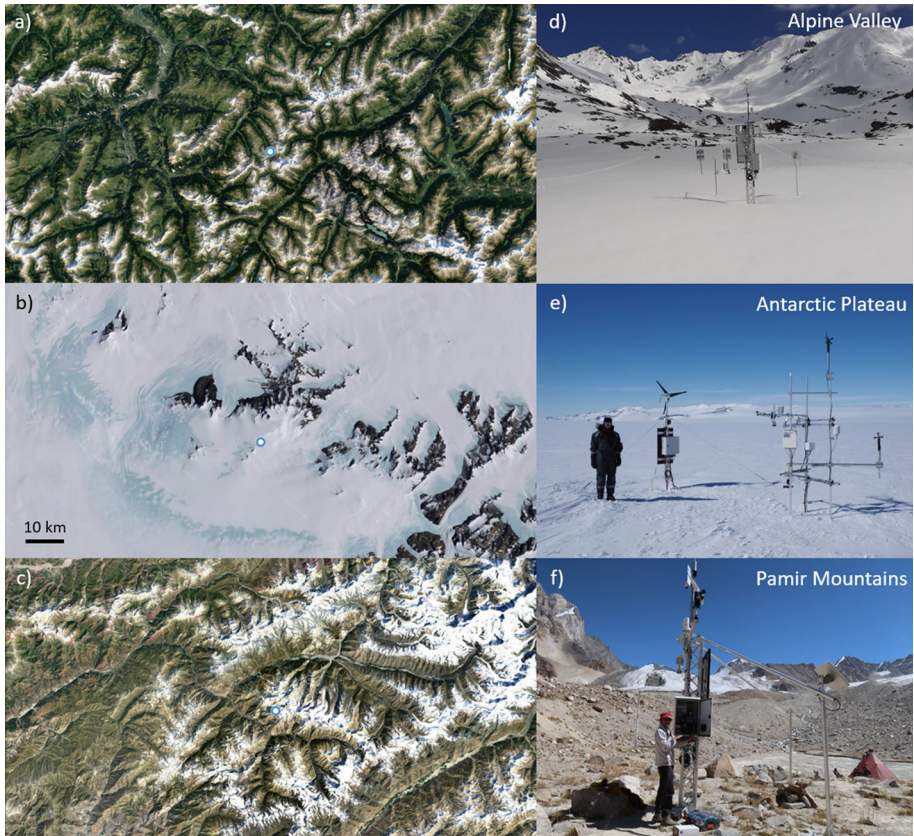 a)
d)
Alpine Valley
b)
e)
Antarctic Plateau
10 km
c)
f)
Pamir Mountains